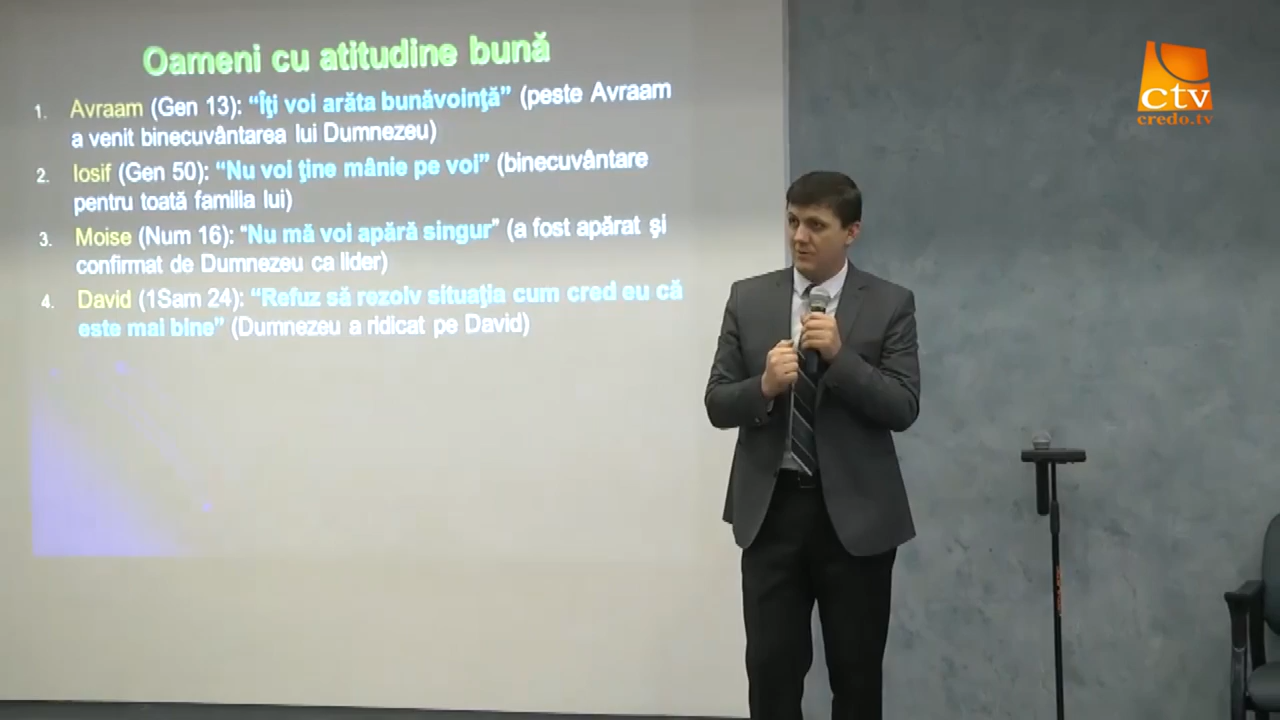 Oameni cu atitudine bună
1. Avraam (Gen 13): “Îţi voi arăta bunăvoinţă” (peste Avraam
a venit binecuvântarea lui Dumnezeu)
2. Iosif (Gen 50): “Nu voi ţine mânie pe voi” (binecuvântare
pentru toată familia lui)
3. Moise (Num 16): “Nu mă voi apără singur” (a fost apărat şi
confirmat de Dumnezeu ca lider)
4. David (1Sam 24): “Refuz să rezolv situaţia cum cred eu că
este mai bine” (Dumnezeu a ridicat pe David)
ctv
credo.tv